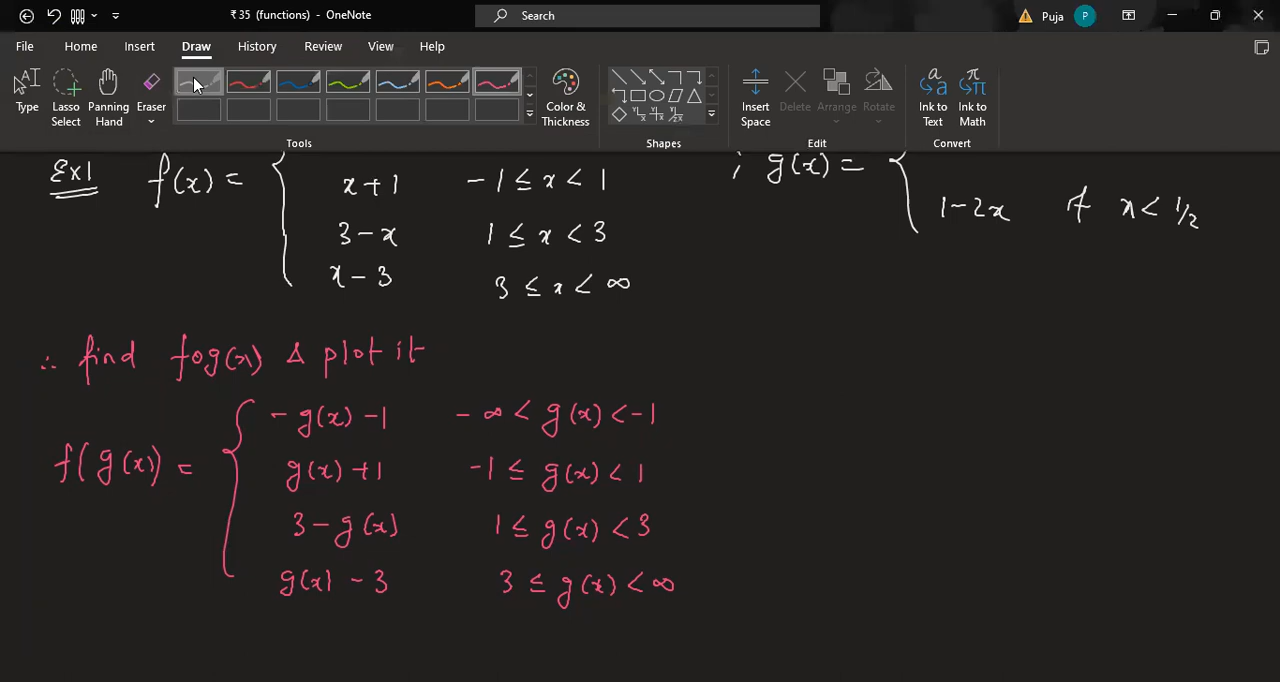 ₹ 35 (functions) - OneNote
Search
Puja
P
File Home Insert Draw History Review View Help
Type
Lasso Select
Panning Hand
Eraser
Color & Thickness
Insert Space
Delete
Arrange
Rotate
Ink to Text
Ink to Math
Tools
Shapes
Edit
Convert
Ex1 f(x) = { ; g(x) = {
x + 1 -1 ≤ x < 1
1 - 2x if x < 1/2
3 - x 1 ≤ x < 3
x - 3 3 ≤ x < ∞
∴ find fog(x) & plot it
- g(x) - 1 - ∞ < g(x) < -1
f(g(x)) = {
g(x) + 1 -1 ≤ g(x) < 1
3 - g(x) 1 ≤ g(x) < 3
g(x) - 3 3 ≤ g(x) < ∞